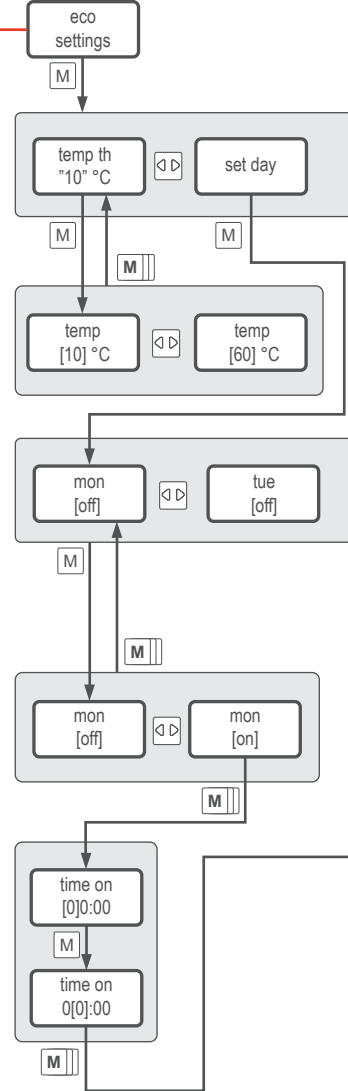 eco
settings
M
temp th
"10" °C
set day
M
M
M
temp
[10] °C
temp
[60] °C
mon
[off]
tue
[off]
M
M
mon
[off]
mon
[on]
M
time on
[0]0:00
M
time on
0[0]:00
M